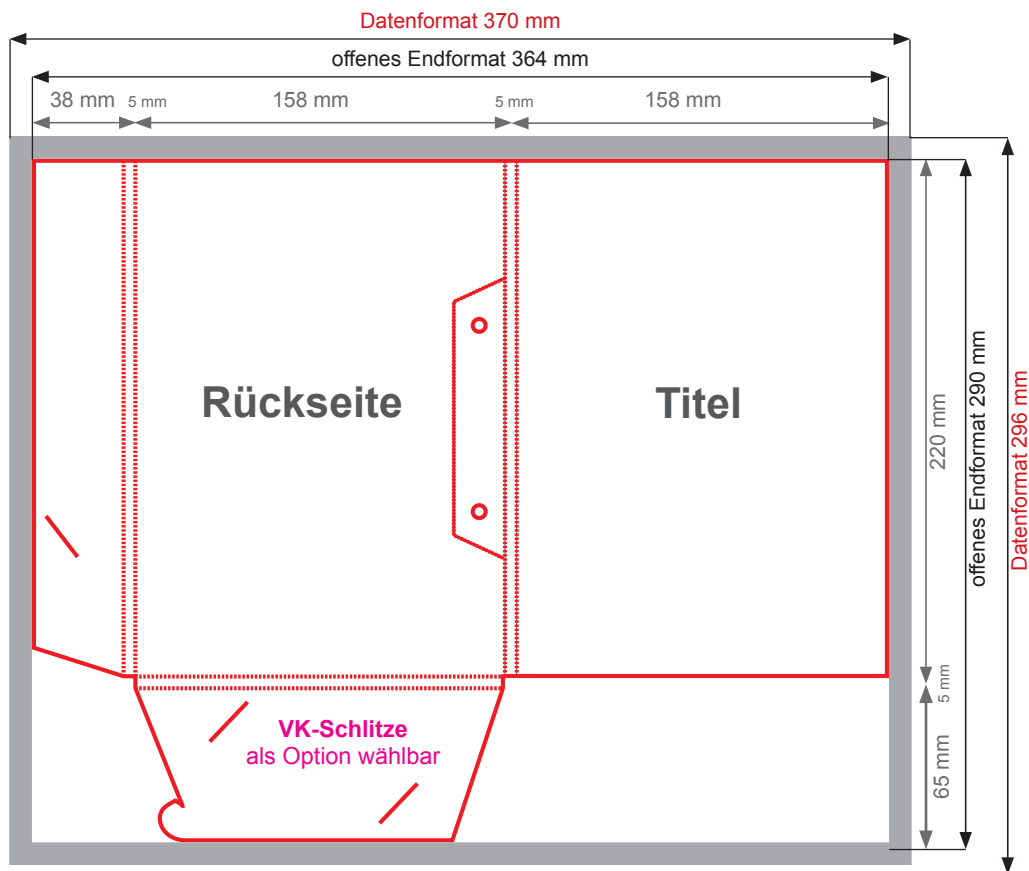 Datenformat 370 mm
offenes Endformat 364 mm
38 mm 5 mm 158 mm 5 mm 158 mm
Rückseite
Titel
220 mm
offenes Endformat 290 mm
Datenformat 296 mm
5 mm
65 mm
VK-Schlitze
als Option wählbar